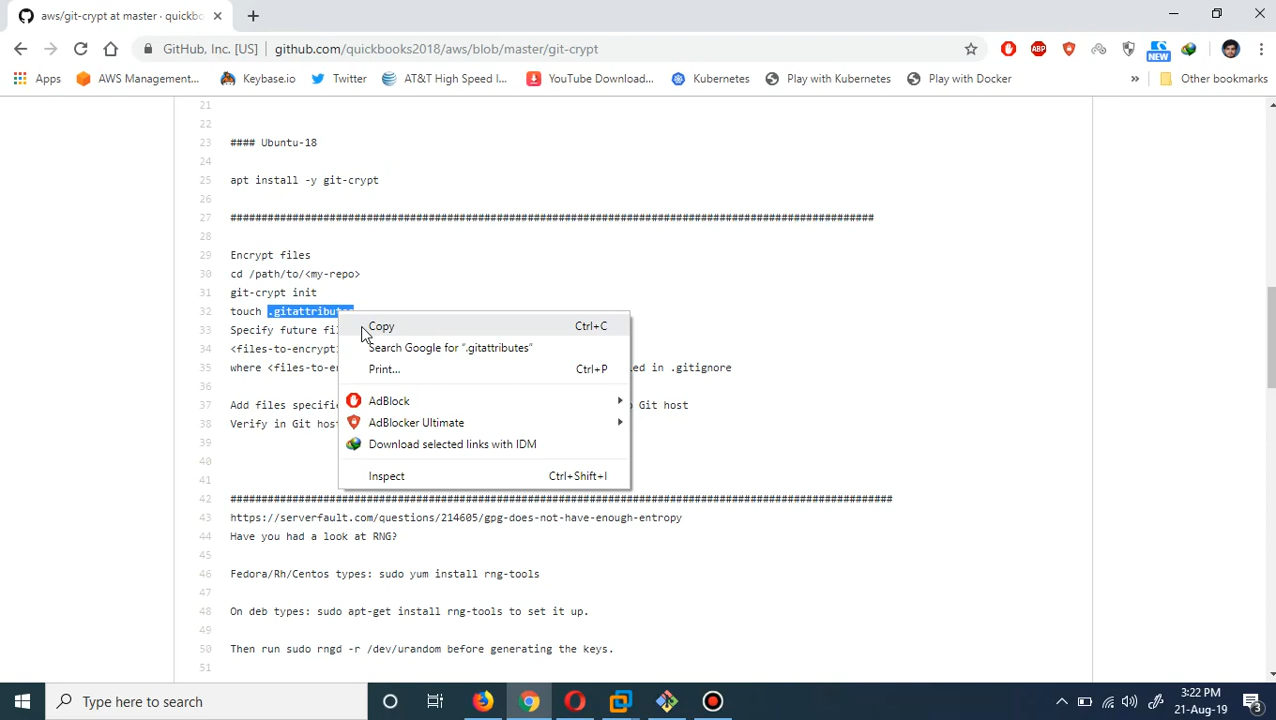 aws/git-crypt at master · quickbo
GitHub, Inc. [US]
github.com/quickbooks2018/aws/blob/master/git-crypt
ABP
NEW
Apps
AWS Management...
Keybase.io
Twitter
AT&T High Speed I...
YouTube Download...
Kubernetes
Play with Kubernetes
Play with Docker
»
Other bookmarks
21
22
23 #### Ubuntu-18
24
25 apt install -y git-crypt
26
27 ########################################################################################################
28
29 Encrypt files
30 cd /path/to/<my-repo>
31 git-crypt init
32 touch .gitattributes
33 Specify future fi
34 <files-to-encrypt
35 where <files-to-en led in .gitignore
36
37 Add files specifi o Git host
38 Verify in Git host
39
40
41
42 ###########################################################################################################
43 https://serverfault.com/questions/214605/gpg-does-not-have-enough-entropy
44 Have you had a look at RNG?
45
46 Fedora/Rh/Centos types: sudo yum install rng-tools
47
48 On deb types: sudo apt-get install rng-tools to set it up.
49
50 Then run sudo rngd -r /dev/urandom before generating the keys.
51
Copy Ctrl+C
Search Google for ".gitattributes"
Print... Ctrl+P
AdBlock
AdBlocker Ultimate
Download selected links with IDM
Inspect Ctrl+Shift+I
Type here to search
3:22 PM
21-Aug-19
3